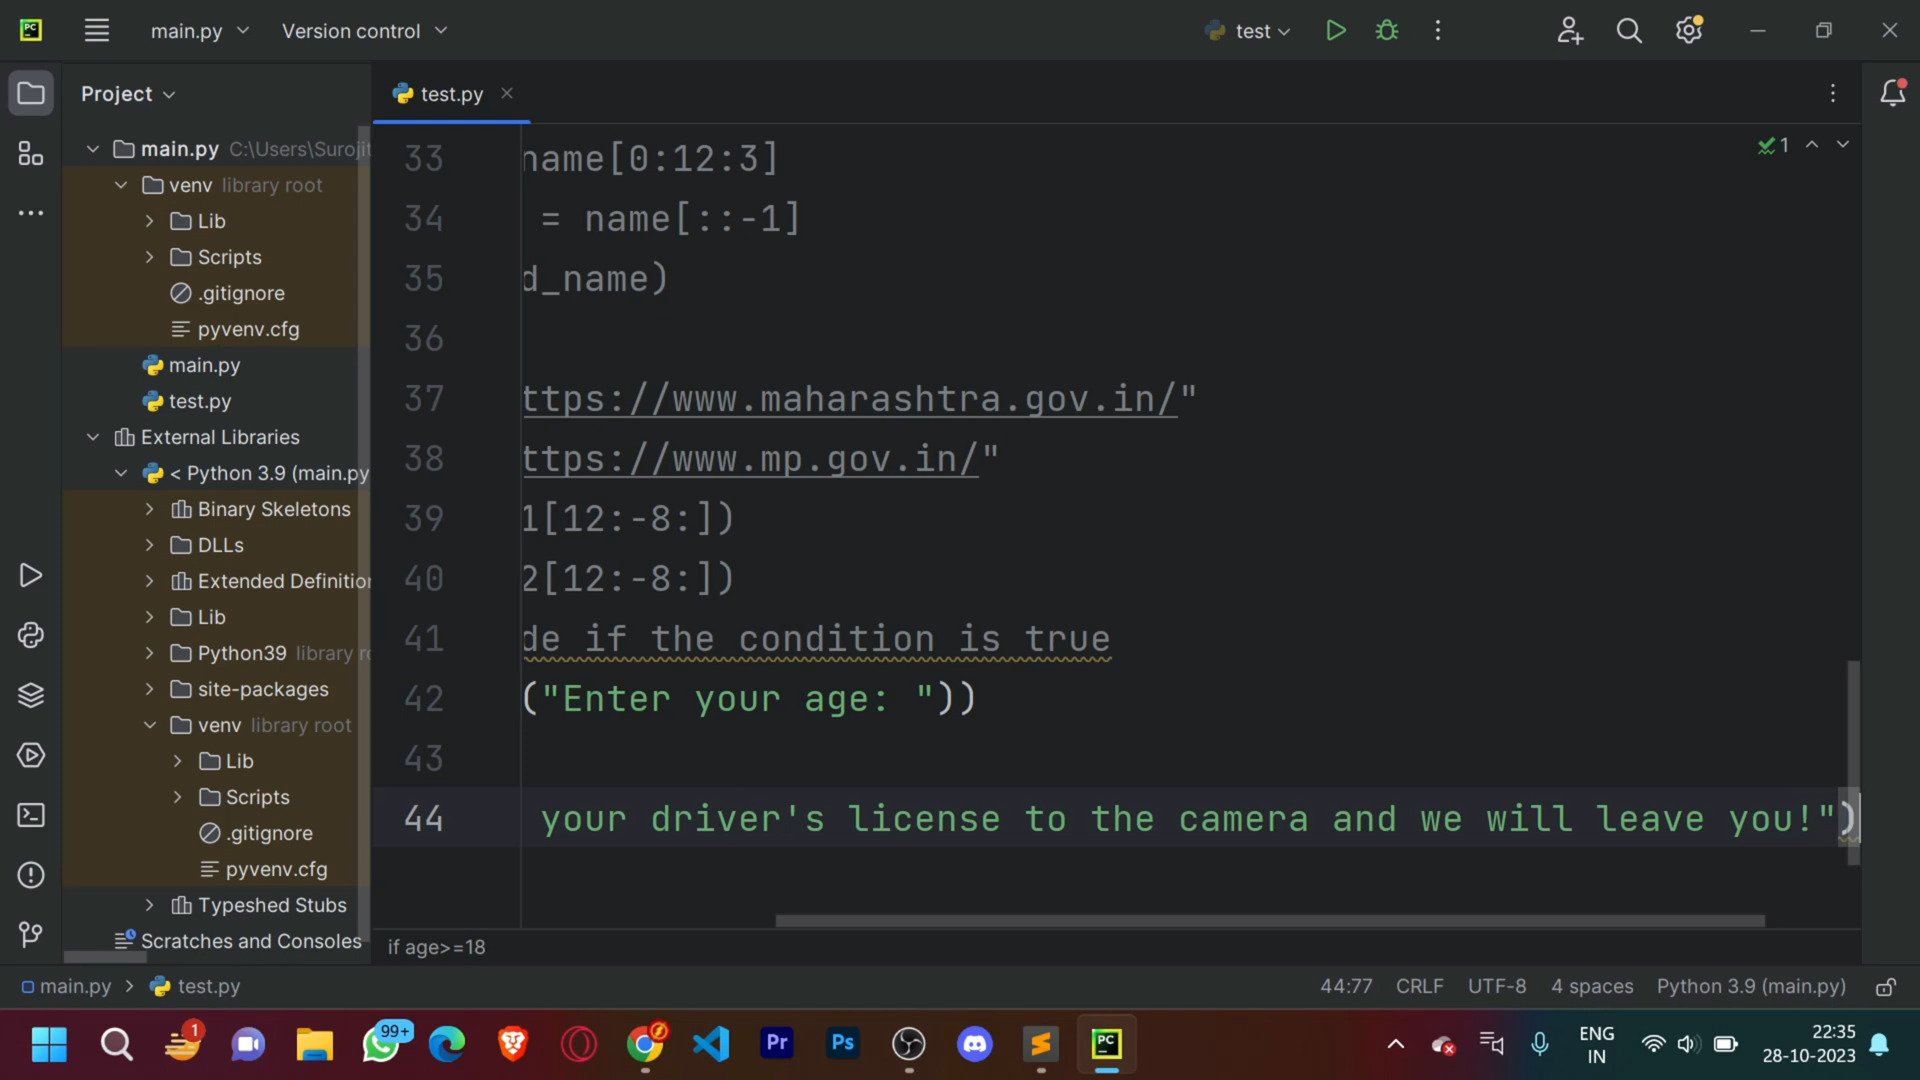 PC
main.py
Version control
test
Project
test.py
main.py C:\Users\Surojit
venv library root
Lib
Scripts
.gitignore
pyvenv.cfg
main.py
test.py
External Libraries
< Python 3.9 (main.py
Binary Skeletons
DLLs
Extended Definition
Lib
Python39 library r
site-packages
venv library root
Lib
Scripts
.gitignore
pyvenv.cfg
Typeshed Stubs
Scratches and Consoles
1
33 name[0:12:3]
34 = name[::-1]
35 d_name)
36
37 ttps://www.maharashtra.gov.in/"
38 ttps://www.mp.gov.in/"
39 1[12:-8:])
40 2[12:-8:])
41 de if the condition is true
42 ("Enter your age: "))
43
44 your driver's license to the camera and we will leave you!")
if age>=18
main.py > test.py
44:77 CRLF UTF-8 4 spaces Python 3.9 (main.py)
1
99+
Pr
Ps
PC
ENG
IN
22:35
28-10-2023